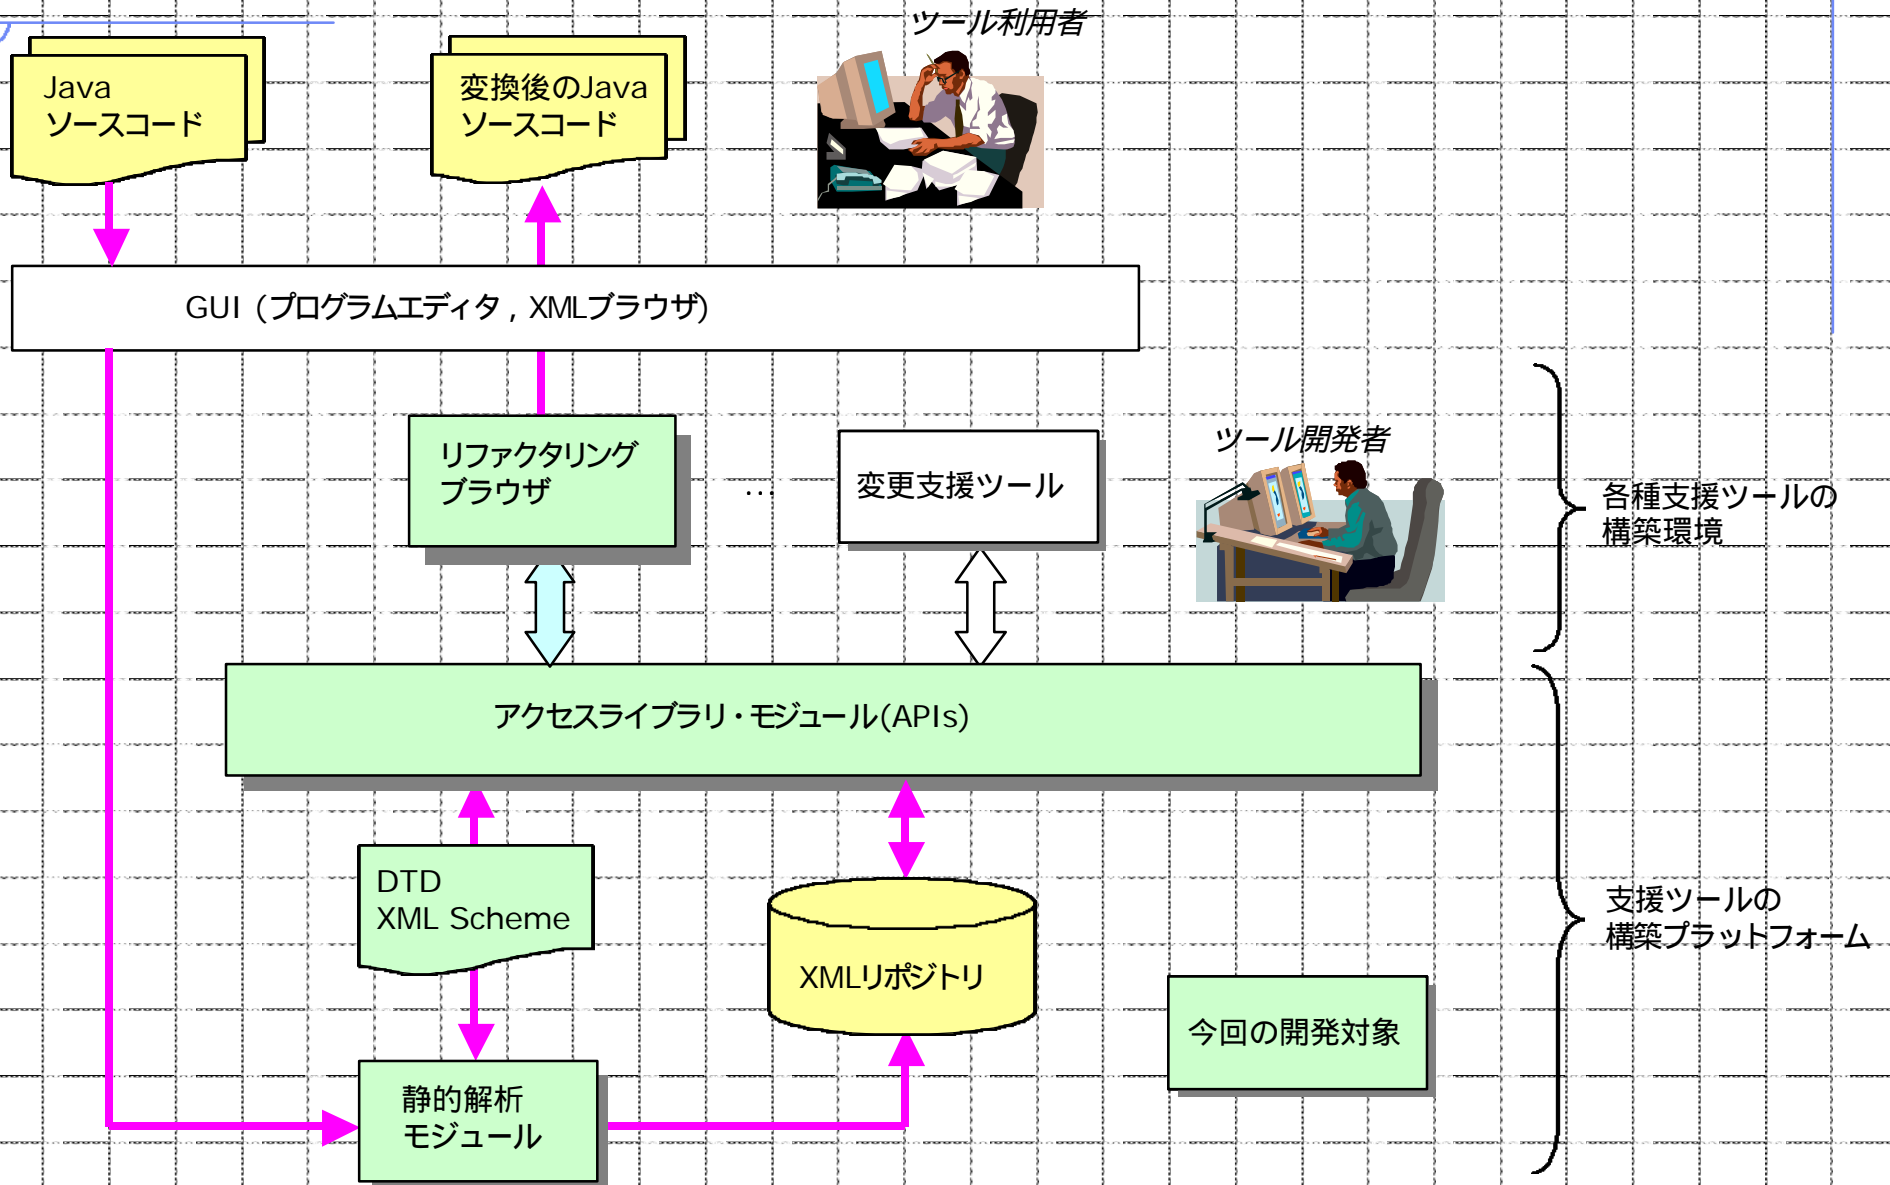 ツール利用者
Java
ソースコード
変換後のJava
ソースコード
GUI (プログラムエディタ , XMLブラウザ)
リファクタリング
ブラウザ
…
変更支援ツール
ツール開発者
各種支援ツールの
構築環境
アクセスライブラリ・モジュール(APIs)
DTD
XML Scheme
XMLリポジトリ
支援ツールの
構築プラットフォーム
今回の開発対象
静的解析
モジュール